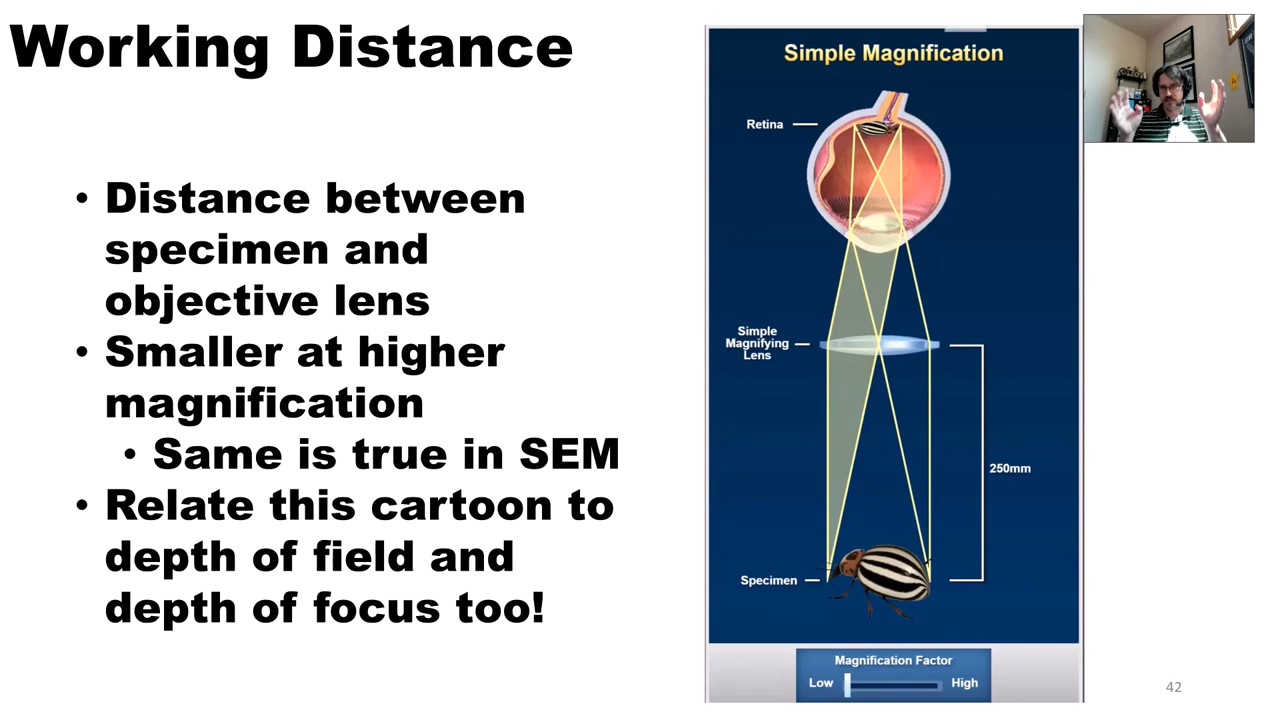 Working Distance
• Distance between
specimen and
objective lens
• Smaller at higher
magnification
• Same is true in SEM
• Relate this cartoon to
depth of field and
depth of focus too!
Simple Magnification
Retina
Simple
Magnifying
Lens
250mm
Specimen
Magnification Factor
Low
High
42